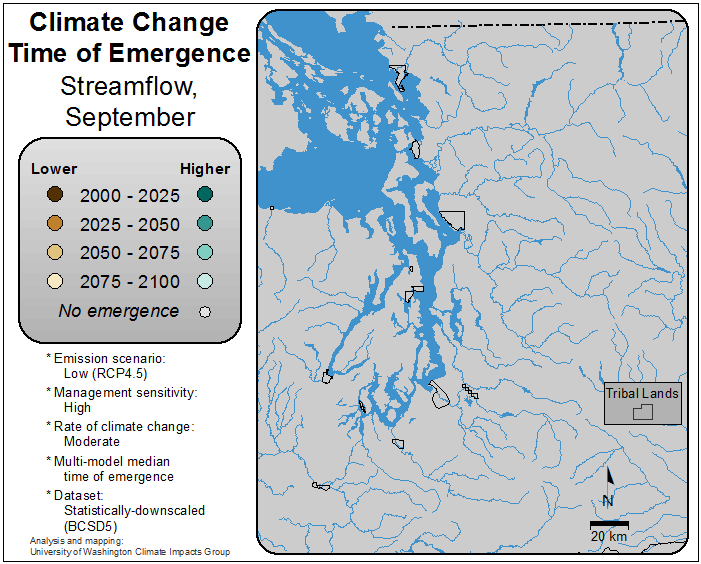 Climate Change
Time of Emergence
Streamflow,
September
Lower Higher
2000 - 2025
2025 - 2050
2050 - 2075
2075 - 2100
No emergence
* Emission scenario:
Low (RCP4.5)
* Management sensitivity:
High
* Rate of climate change:
Moderate
* Multi-model median
time of emergence
* Dataset:
Statistically-downscaled
(BCSD5)
Analysis and mapping:
University of Washington Climate Impacts Group
Tribal Lands
N
20 km